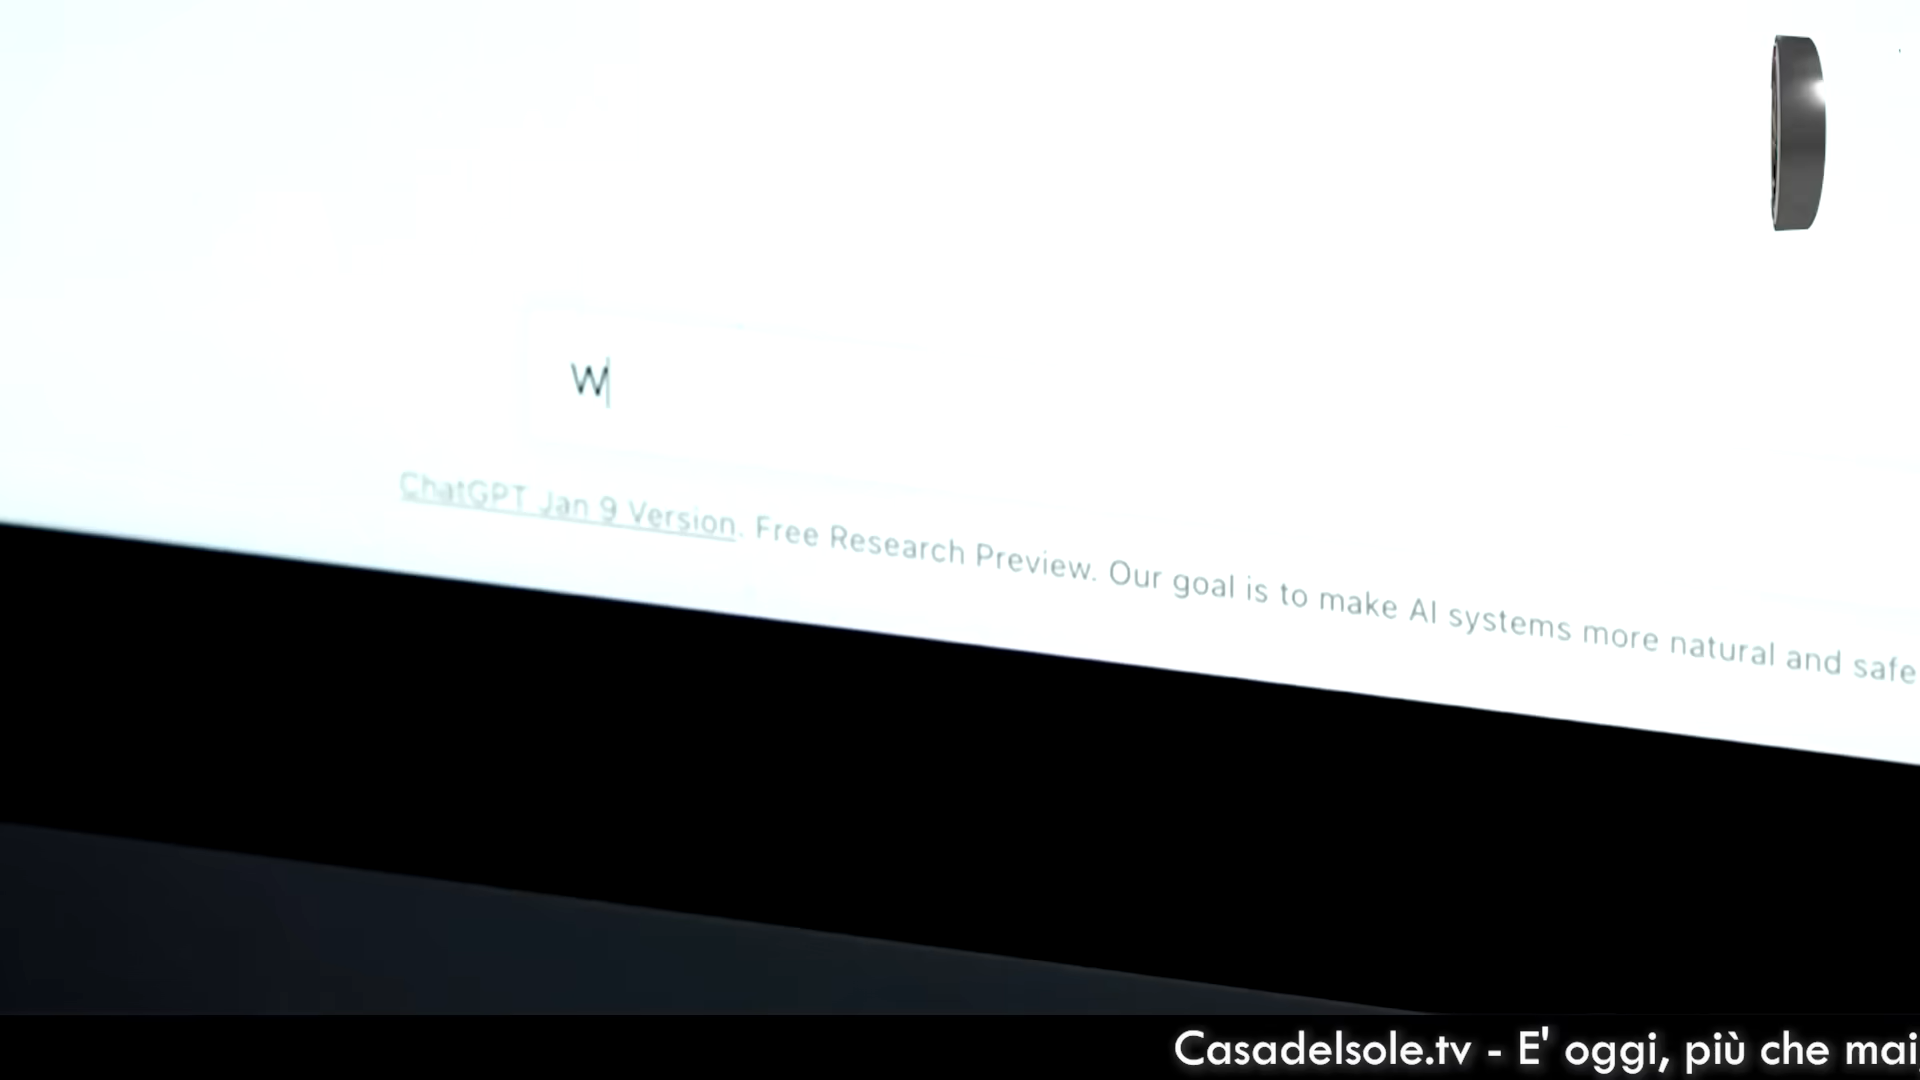 W
ChatGPT Jan 9 Version. Free Research Preview. Our goal is to make AI systems more natural and safe
Casadelsole.tv - E' oggi, più che mai,